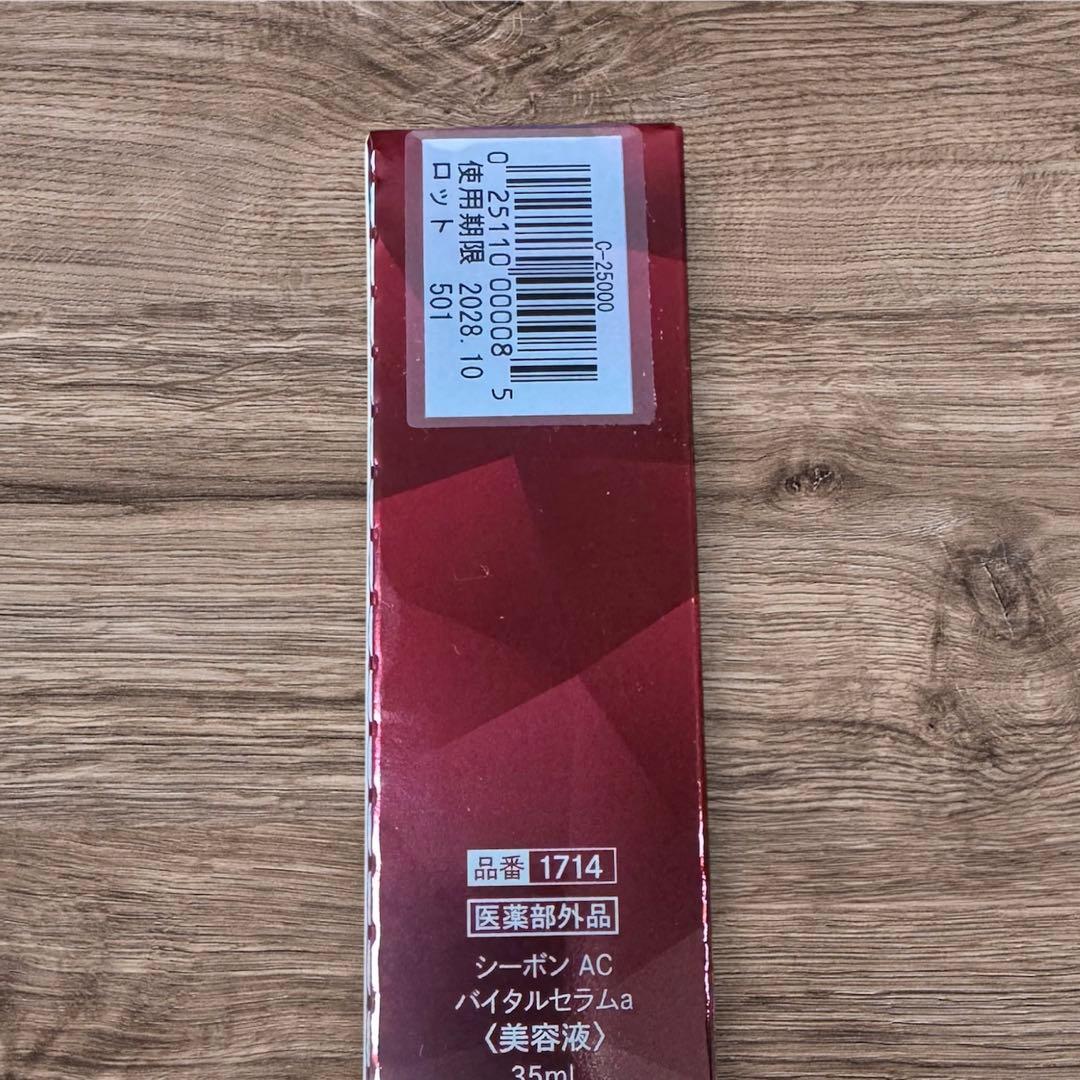 C-25000
0 25110 00008 5
使用期限 2028.10
ロット 501
品番 1714
医薬部外品
シーボン AC
バイタルセラムa
〈美容液〉
35ml